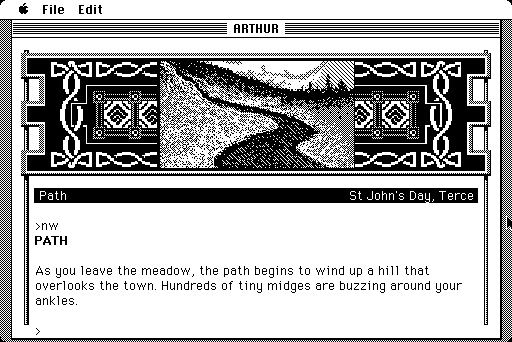 File Edit
ARTHUR
Path St John's Day, Terce
>nw
PATH
As you leave the meadow, the path begins to wind up a hill that
overlooks the town. Hundreds of tiny midges are buzzing around your
ankles.
>